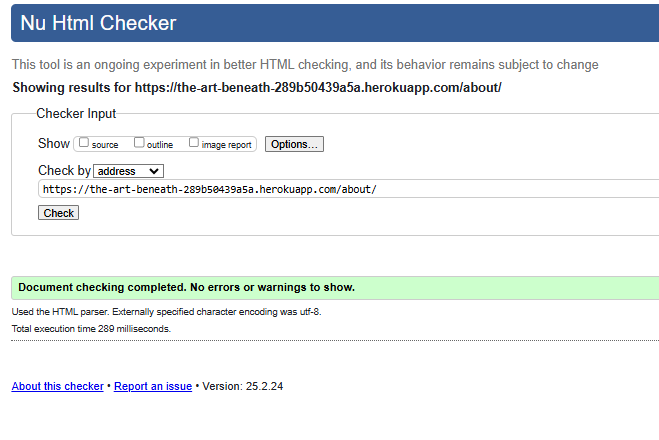 Nu Html Checker
This tool is an ongoing experiment in better HTML checking, and its behavior remains subject to change
Showing results for https://the-art-beneath-289b50439a5a.herokuapp.com/about/
Checker Input
Show source outline image report Options...
Check by address
https://the-art-beneath-289b50439a5a.herokuapp.com/about/
Check
Document checking completed. No errors or warnings to show.
Used the HTML parser. Externally specified character encoding was utf-8.
Total execution time 289 milliseconds.
About this checker • Report an issue • Version: 25.2.24